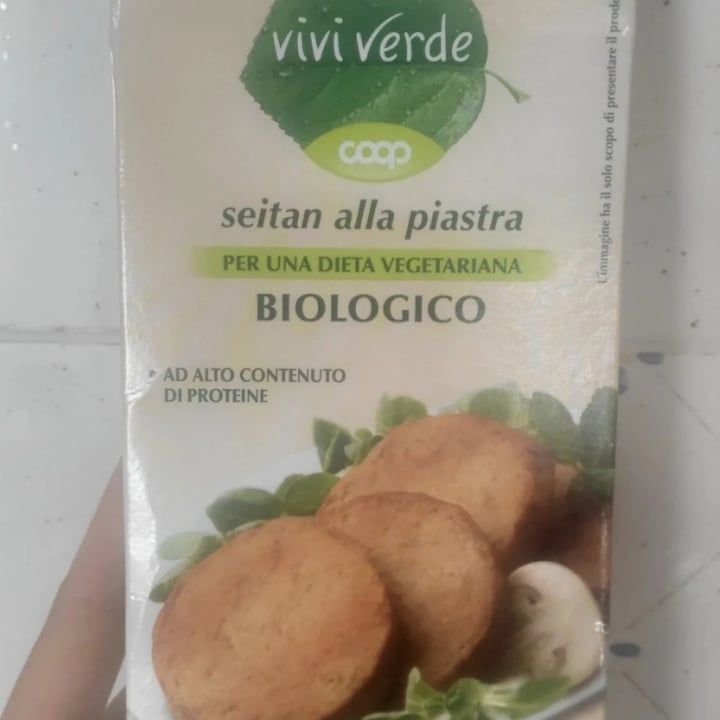 vivi verde
coop
seitan alla piastra
PER UNA DIETA VEGETARIANA
BIOLOGICO
• AD ALTO CONTENUTO
DI PROTEINE
L'immagine ha il solo scopo di presentare il